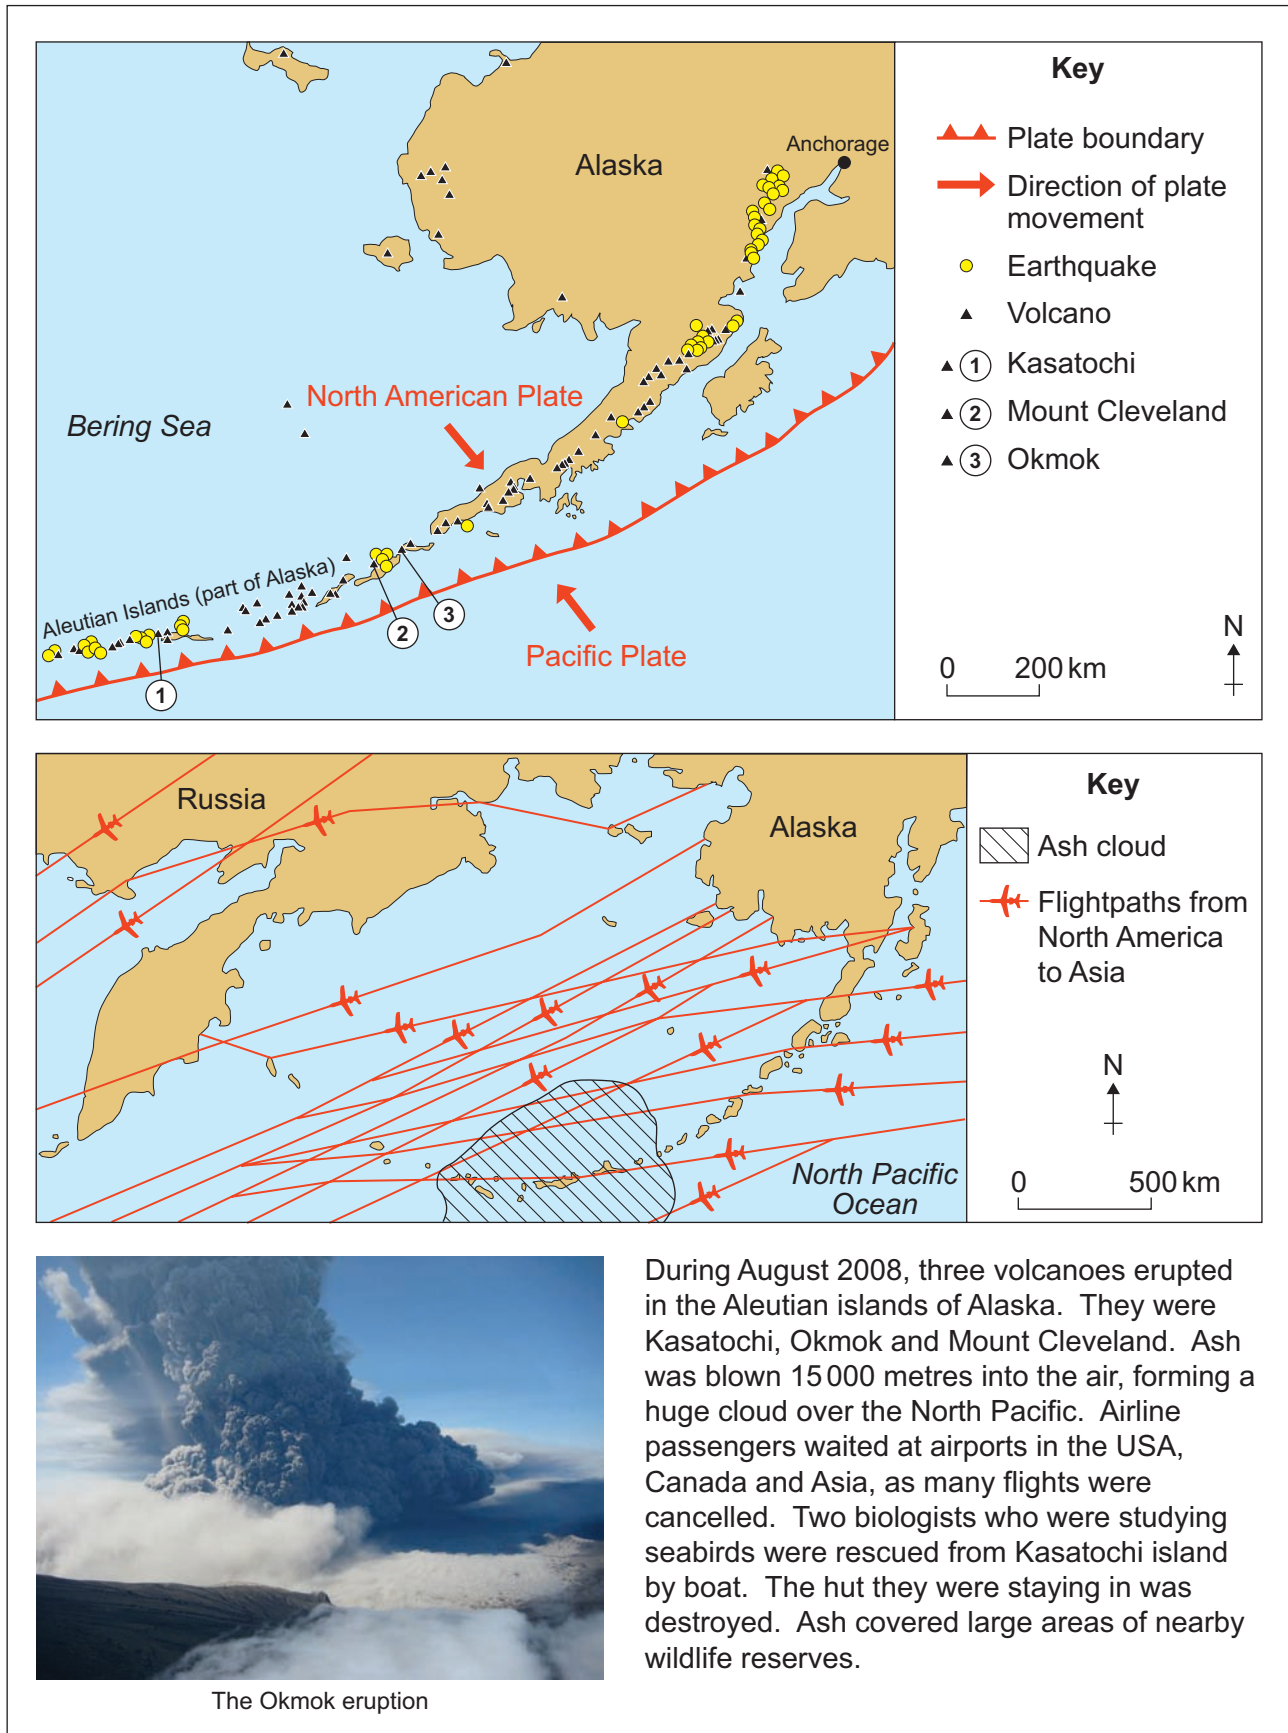 Alaska
Anchorage
North American Plate
Bering Sea
Aleutian Islands (part of Alaska)
Pacific Plate
1
2
3
Key
Plate boundary
Direction of plate
movement
Earthquake
Volcano
1 Kasatochi
2 Mount Cleveland
3 Okmok
0 200 km
N
Russia
Alaska
North Pacific
Ocean
Key
Ash cloud
Flightpaths from
North America
to Asia
N
0 500 km
The Okmok eruption
During August 2008, three volcanoes erupted
in the Aleutian islands of Alaska. They were
Kasatochi, Okmok and Mount Cleveland. Ash
was blown 15 000 metres into the air, forming a
huge cloud over the North Pacific. Airline
passengers waited at airports in the USA,
Canada and Asia, as many flights were
cancelled. Two biologists who were studying
seabirds were rescued from Kasatochi island
by boat. The hut they were staying in was
destroyed. Ash covered large areas of nearby
wildlife reserves.